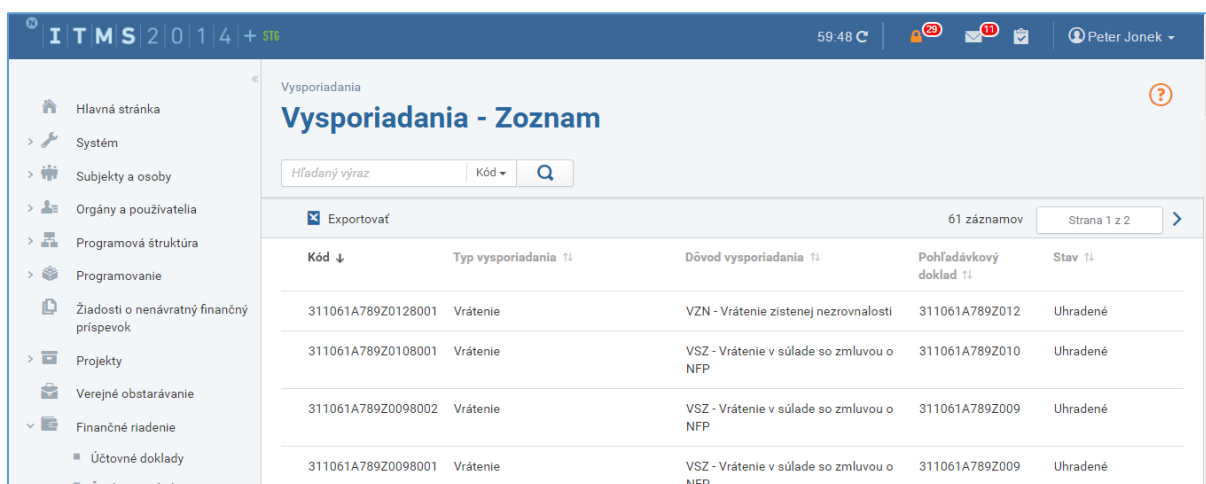 ITMS2014+ STG
59:48
29
11
Peter Jonek
Hlavná stránka
Systém
Subjekty a osoby
Orgány a používatelia
Programová štruktúra
Programovanie
Žiadosti o nenávratný finančný
príspevok
Projekty
Verejné obstarávanie
Finančné riadenie
Účtovné doklady
Vysporiadania
Vysporiadania - Zoznam
Hľadaný výraz Kód
Exportovať 61 záznamov Strana 1 z 2
Kód Typ vysporiadania Dôvod vysporiadania Pohľadávkový Stav
doklad
311061A789Z0128001 Vrátenie VZN - Vrátenie zistenej nezrovnalosti 311061A789Z012 Uhradené
311061A789Z0108001 Vrátenie VSZ - Vrátenie v súlade so zmluvou o 311061A789Z010 Uhradené
NFP
311061A789Z0098002 Vrátenie VSZ - Vrátenie v súlade so zmluvou o 311061A789Z009 Uhradené
NFP
311061A789Z0098001 Vrátenie VSZ - Vrátenie v súlade so zmluvou o 311061A789Z009 Uhradené
NFP